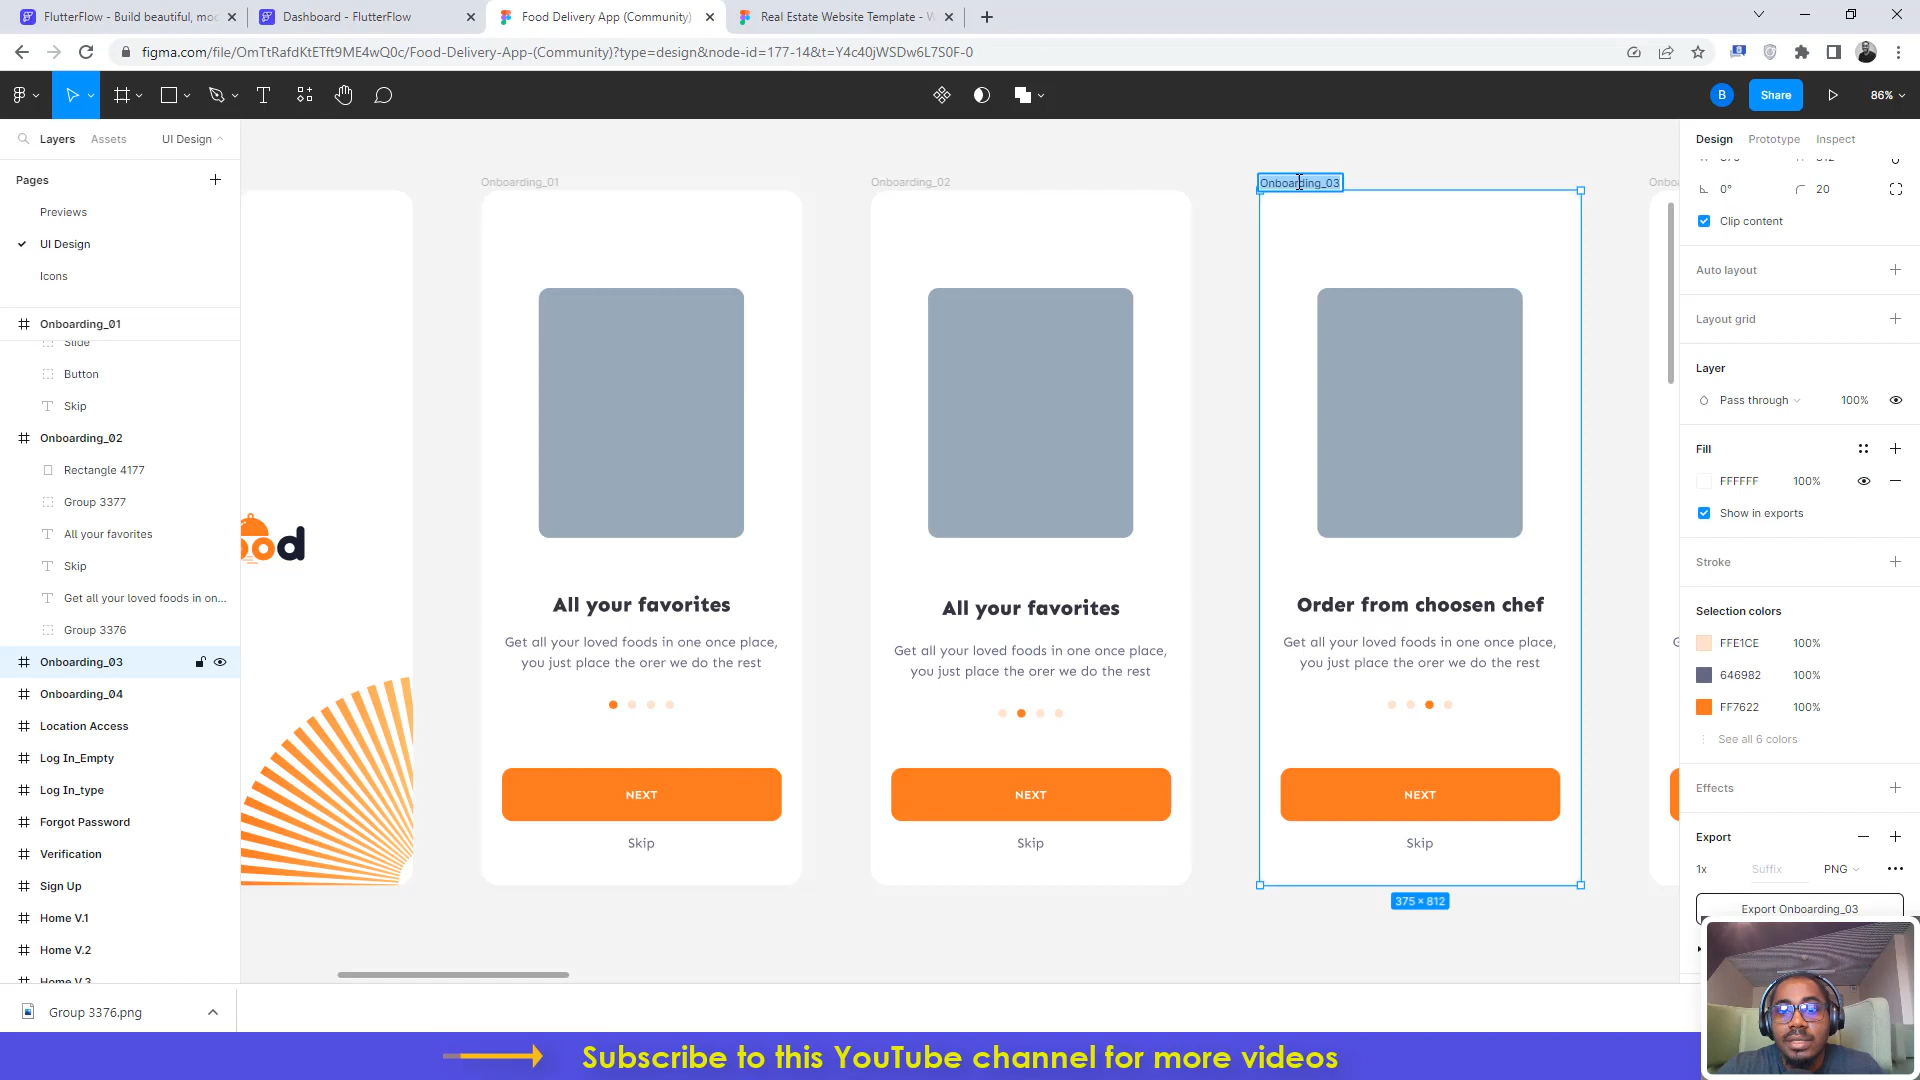 FlutterFlow - Build beautiful, mo
Dashboard - FlutterFlow
Food Delivery App (Community)
Real Estate Website Template - W
figma.com/file/OmTtRafdKtETft9ME4wQ0c/Food-Delivery-App-(Community)?type=design&node-id=177-14&t=Y4c40jWSDw6L7S0F-0
B
Share
86%
Layers
Assets
UI Design
Pages
Previews
UI Design
Icons
Onboarding_01
Slide
Button
Skip
Onboarding_02
Rectangle 4177
Group 3377
All your favorites
Skip
Get all your loved foods in on...
Group 3376
Onboarding_03
Onboarding_04
Location Access
Log In_Empty
Log In_type
Forgot Password
Verification
Sign Up
Home V.1
Home V.2
Home V.3
ood
Onboarding_01
All your favorites
Get all your loved foods in one once place,
you just place the orer we do the rest
NEXT
Skip
Onboarding_02
All your favorites
Get all your loved foods in one once place,
you just place the orer we do the rest
NEXT
Skip
Onboarding_03
Order from choosen chef
Get all your loved foods in one once place,
you just place the orer we do the rest
NEXT
Skip
375 × 812
Onboa
G
Design
Prototype
Inspect
0°
20
Clip content
Auto layout
Layout grid
Layer
Pass through
100%
Fill
FFFFFF
100%
Show in exports
Stroke
Selection colors
FFE1CE
100%
646982
100%
FF7622
100%
See all 6 colors
Effects
Export
1x
Suffix
PNG
Export Onboarding_03
Group 3376.png
Subscribe to this YouTube channel for more videos